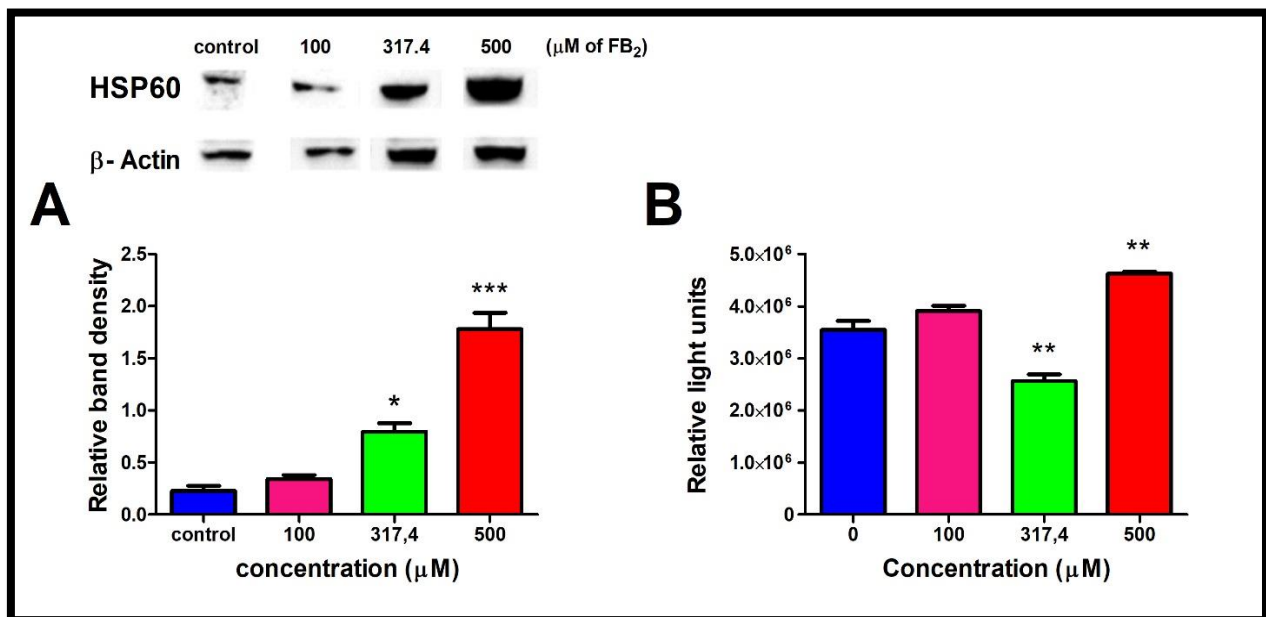 control 100 317.4 500 (μM of FB₂)
HSP60
β- Actin
A
Relative band density
2.5
2.0
1.5
1.0
0.5
0.0
*
***
control 100 317,4 500
concentration (μM)
B
Relative light units
5.0×10⁶
4.0×10⁶
3.0×10⁶
2.0×10⁶
1.0×10⁶
0
**
**
0 100 317,4 500
Concentration (μM)